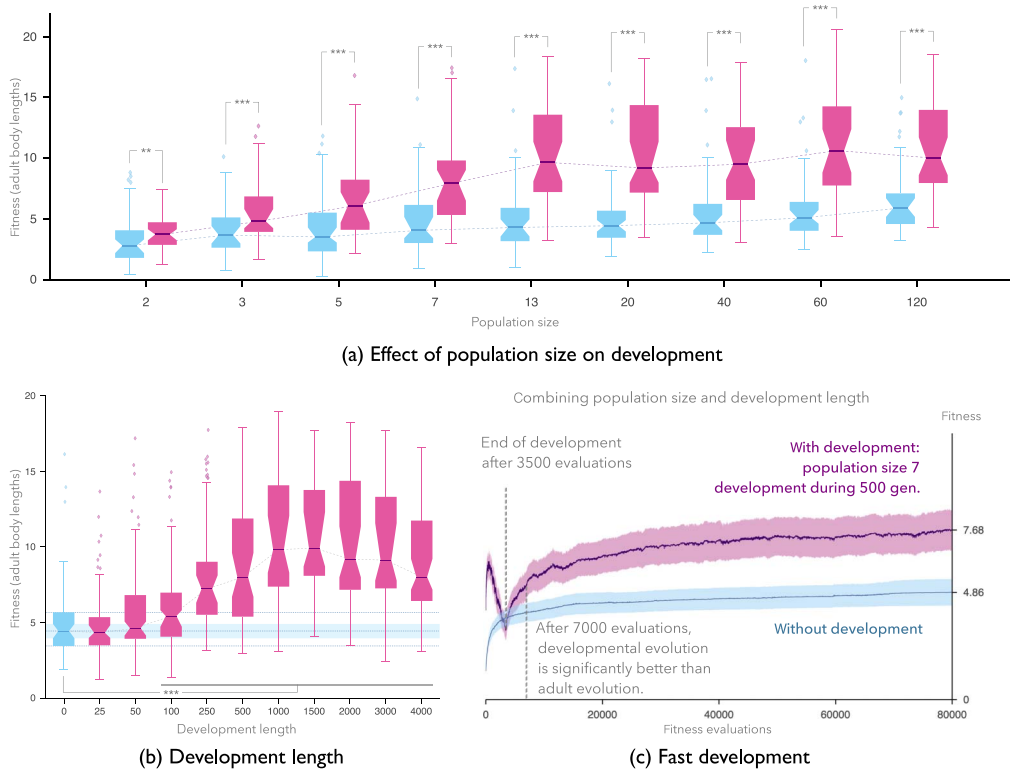 20
15
10
5
0
Fitness (adult body lengths)
**
***
***
***
***
***
***
***
***
2 3 5 7 13 20 40 60 120
Population size
(a) Effect of population size on development
20
15
10
5
0
Fitness (adult body lengths)
***
0 25 50 100 250 500 1000 1500 2000 3000 4000
Development length
(b) Development length
Combining population size and development length
Fitness
End of development
after 3500 evaluations
With development:
population size 7
development during 500 gen.
7.68
4.86
Without development
After 7000 evaluations,
developmental evolution
is significantly better than
adult evolution.
0
0 20000 40000 60000 80000
Fitness evaluations
(c) Fast development